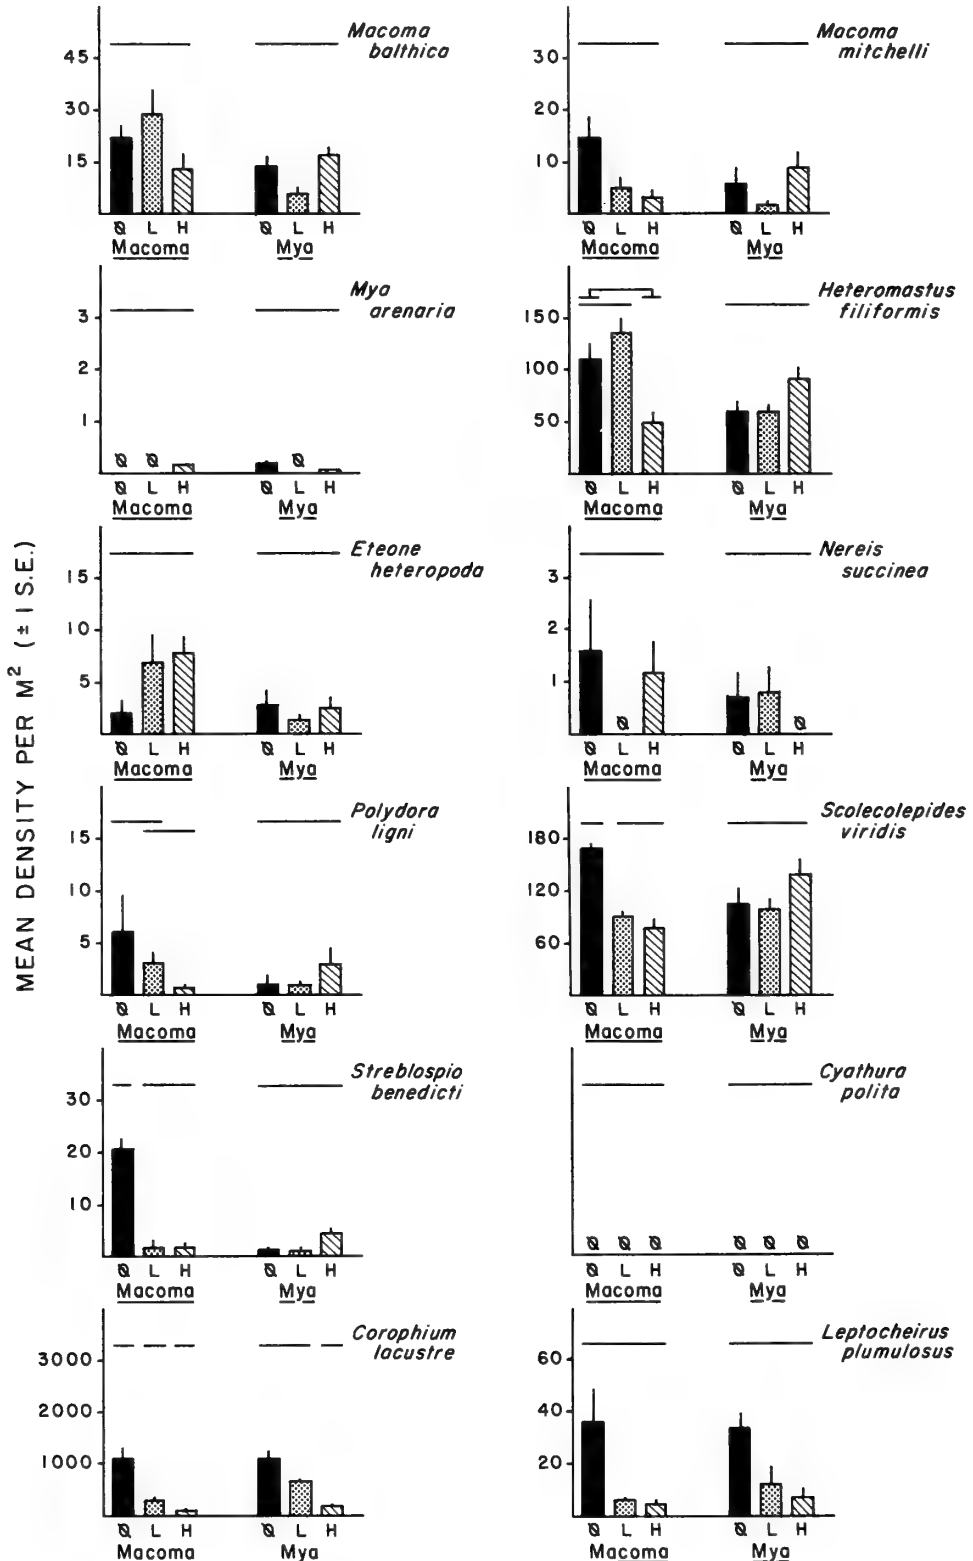 MEAN DENSITY PER M² (± 1 S.E.)
Macoma
balthica
45
30
15
Ø L H Ø L H
Macoma Mya
Macoma
mitchelli
30
20
10
Ø L H Ø L H
Macoma Mya
Mya
arenaria
3
2
1
Ø Ø Ø
Ø L H Ø L H
Macoma Mya
Heteromastus
filiformis
150
100
50
Ø L H Ø L H
Macoma Mya
Eteone
heteropoda
15
10
5
Ø L H Ø L H
Macoma Mya
Nereis
succinea
3
2
1
Ø Ø
Ø L H Ø L H
Macoma Mya
Polydora
ligni
15
10
5
Ø L H Ø L H
Macoma Mya
Scolecolepides
viridis
180
120
60
Ø L H Ø L H
Macoma Mya
Streblospio
benedicti
30
20
10
Ø L H Ø L H
Macoma Mya
Cyathura
polita
Ø Ø Ø Ø Ø Ø
Ø L H Ø L H
Macoma Mya
Corophium
lacustre
3000
2000
1000
Ø L H Ø L H
Macoma Mya
Leptocheirus
plumulosus
60
40
20
Ø L H Ø L H
Macoma Mya